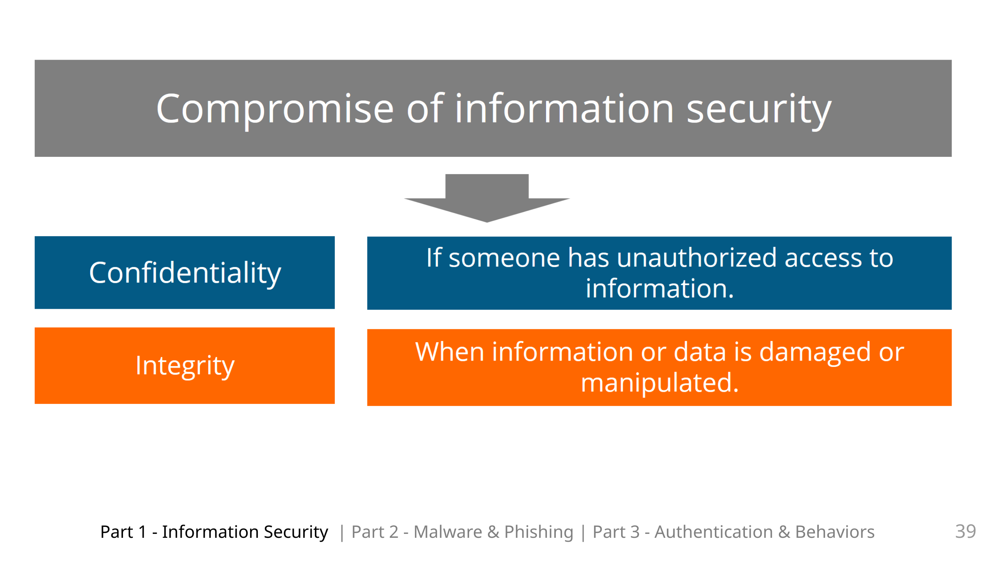 Compromise of information security
Confidentiality
If someone has unauthorized access to
information.
Integrity
When information or data is damaged or
manipulated.
Part 1 - Information Security | Part 2 - Malware & Phishing | Part 3 - Authentication & Behaviors
39